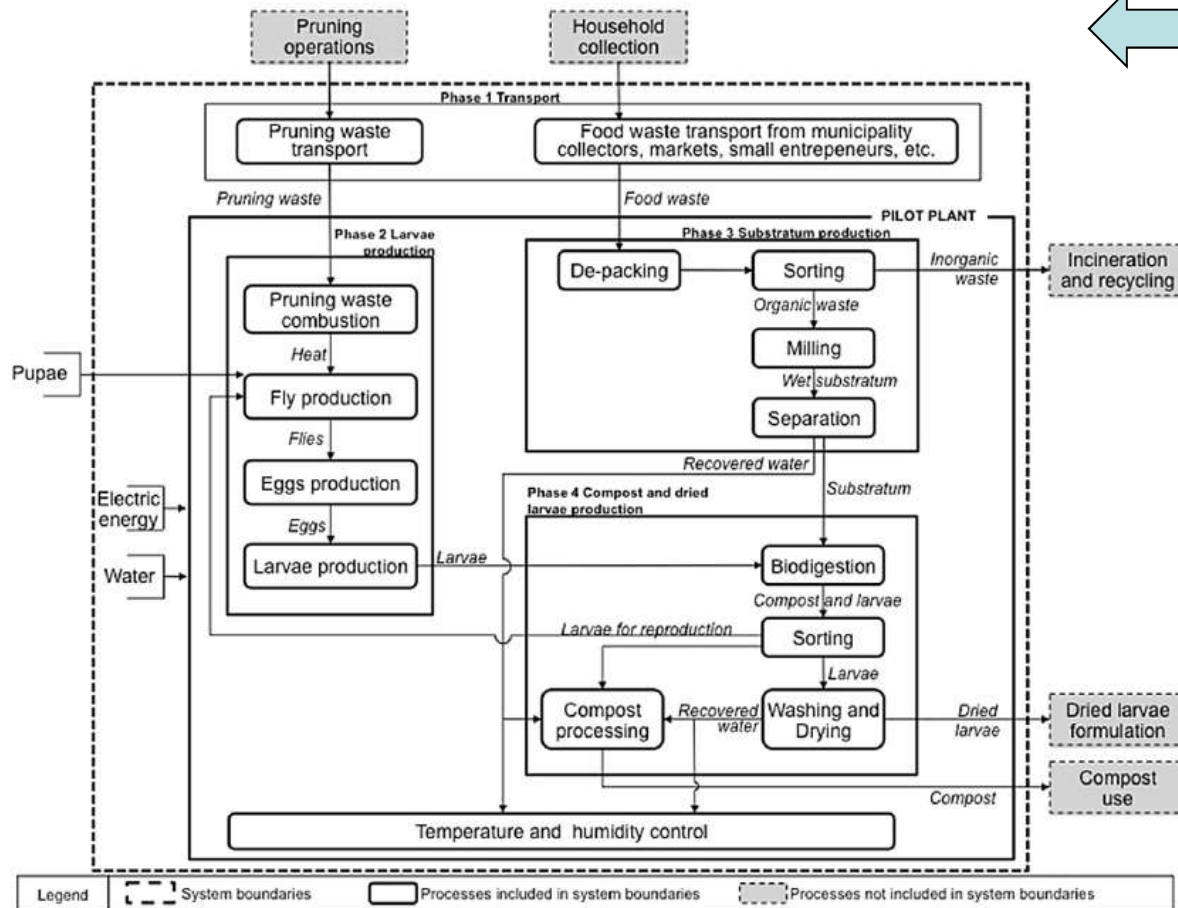 Pruning
operations
Household
collection
Phase 1 Transport
Pruning waste
transport
Food waste transport from municipality
collectors, markets, small entrepeneurs, etc.
Pruning waste
Food waste
PILOT PLANT
Phase 2 Larvae
production
Phase 3 Substratum production
De-packing
Sorting
Inorganic
waste
Incineration
and recycling
Organic waste
Pruning waste
combustion
Milling
Heat
Wet substratum
Pupae
Fly production
Separation
Flies
Recovered water
Eggs production
Substratum
Electric
energy
Phase 4 Compost and dried
larvae production
Eggs
Water
Larvae production
Larvae
Biodigestion
Compost and larvae
Larvae for reproduction
Sorting
Larvae
Compost
processing
Recovered
water
Washing and
Drying
Dried
larvae
Dried larvae
formulation
Compost
Compost
use
Temperature and humidity control
Legend
System boundaries
Processes included in system boundaries
Processes not included in system boundaries